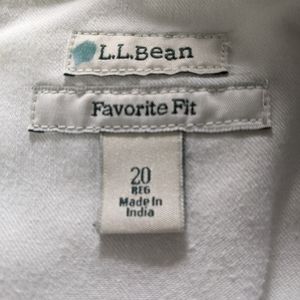 L.L.Bean
Favorite Fit
20
REG
Made In
India